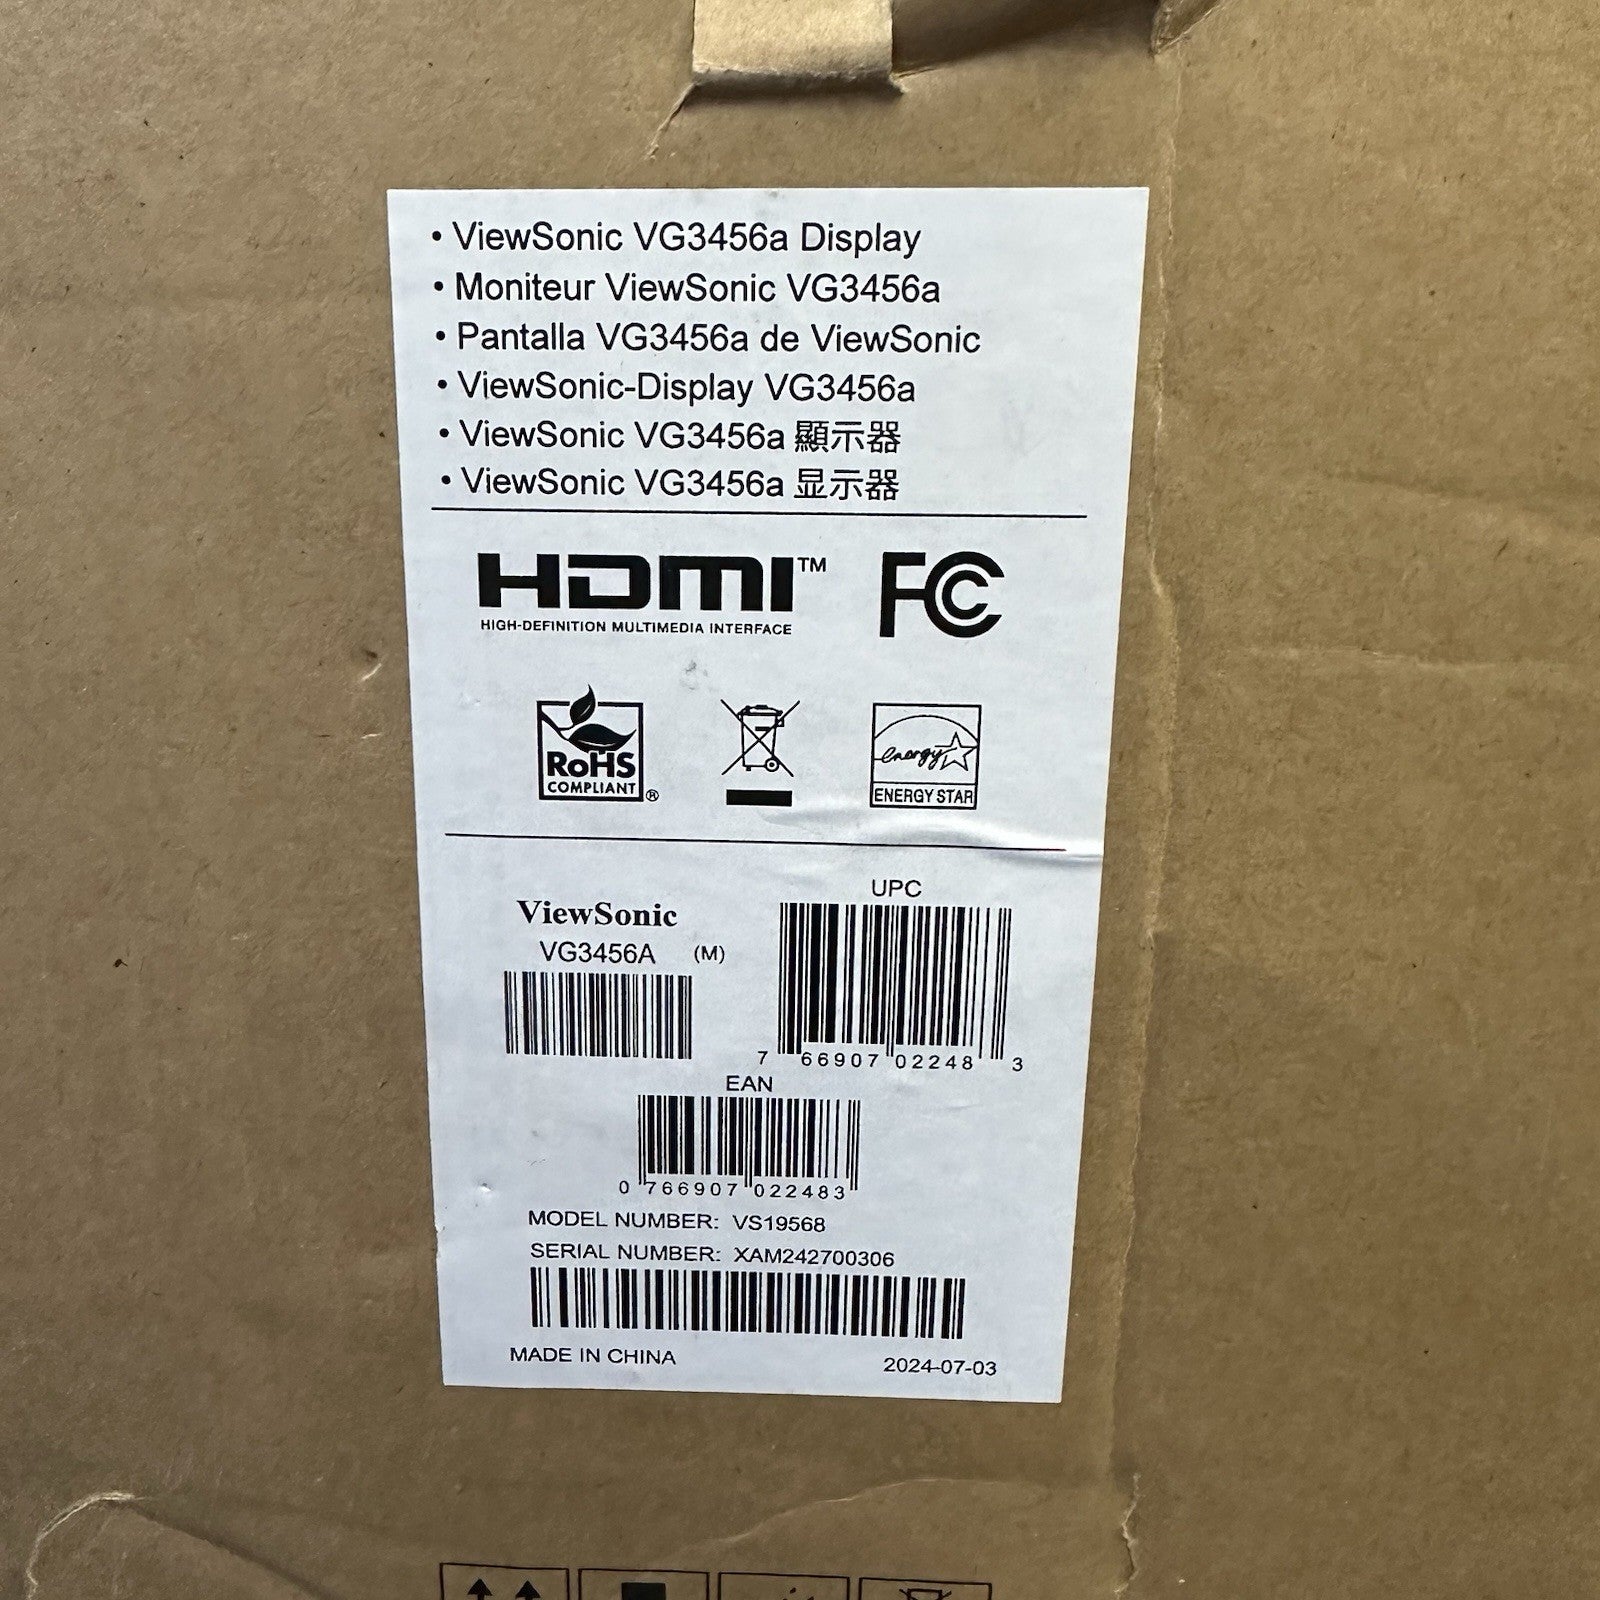 • ViewSonic VG3456a Display
• Moniteur ViewSonic VG3456a
• Pantalla VG3456a de ViewSonic
• ViewSonic-Display VG3456a
• ViewSonic VG3456a 顯示器
• ViewSonic VG3456a 显示器
HDMI™
HIGH-DEFINITION MULTIMEDIA INTERFACE
FC
RoHS
COMPLIANT ®
energy
ENERGY STAR
ViewSonic
VG3456A (M)
UPC
7 66907 02248 3
EAN
0 766907 022483
MODEL NUMBER: VS19568
SERIAL NUMBER: XAM242700306
MADE IN CHINA
2024-07-03